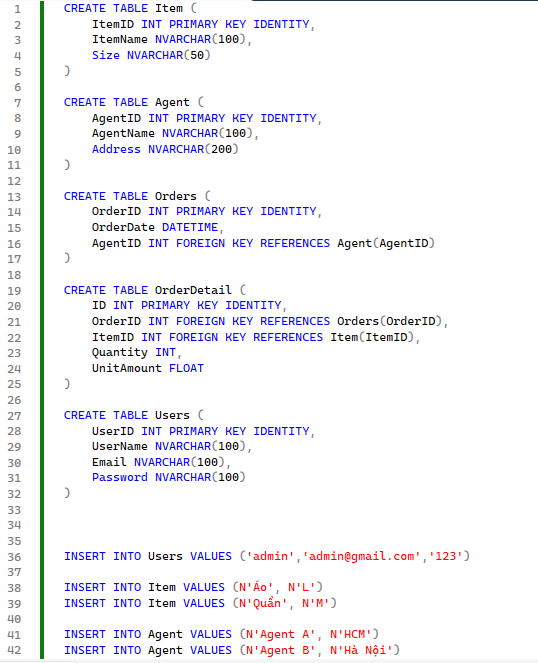 1 CREATE TABLE Item (
2 ItemID INT PRIMARY KEY IDENTITY,
3 ItemName NVARCHAR(100),
4 Size NVARCHAR(50)
5 )
6
7 CREATE TABLE Agent (
8 AgentID INT PRIMARY KEY IDENTITY,
9 AgentName NVARCHAR(100),
10 Address NVARCHAR(200)
11 )
12
13 CREATE TABLE Orders (
14 OrderID INT PRIMARY KEY IDENTITY,
15 OrderDate DATETIME,
16 AgentID INT FOREIGN KEY REFERENCES Agent(AgentID)
17 )
18
19 CREATE TABLE OrderDetail (
20 ID INT PRIMARY KEY IDENTITY,
21 OrderID INT FOREIGN KEY REFERENCES Orders(OrderID),
22 ItemID INT FOREIGN KEY REFERENCES Item(ItemID),
23 Quantity INT,
24 UnitAmount FLOAT
25 )
26
27 CREATE TABLE Users (
28 UserID INT PRIMARY KEY IDENTITY,
29 UserName NVARCHAR(100),
30 Email NVARCHAR(100),
31 Password NVARCHAR(100)
32 )
33
34
35
36 INSERT INTO Users VALUES ('admin','admin@gmail.com','123')
37
38 INSERT INTO Item VALUES (N'Áo', N'L')
39 INSERT INTO Item VALUES (N'Quần', N'M')
40
41 INSERT INTO Agent VALUES (N'Agent A', N'HCM')
42 INSERT INTO Agent VALUES (N'Agent B', N'Hà Nội')